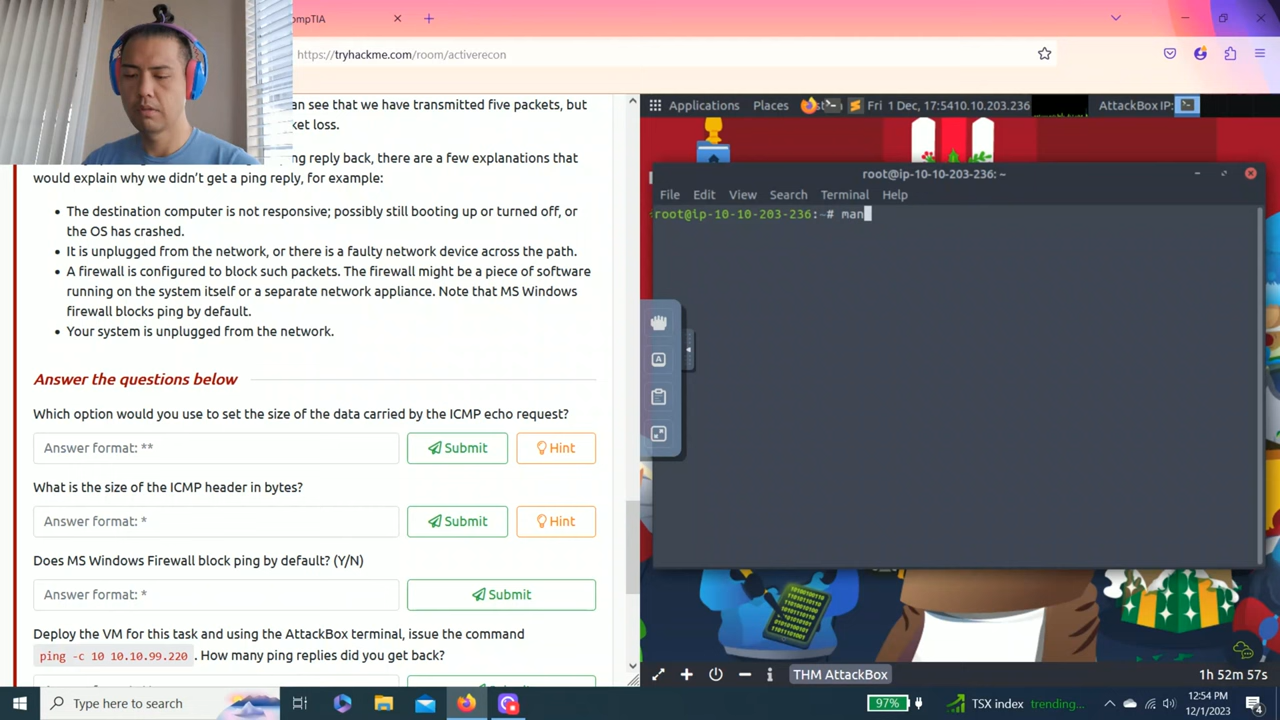 ompTIA
https://tryhackme.com/room/activerecon
an see that we have transmitted five packets, but
ket loss.
ng reply back, there are a few explanations that
would explain why we didn’t get a ping reply, for example:
The destination computer is not responsive; possibly still booting up or turned off, or
the OS has crashed.
It is unplugged from the network, or there is a faulty network device across the path.
A firewall is configured to block such packets. The firewall might be a piece of software
running on the system itself or a separate network appliance. Note that MS Windows
firewall blocks ping by default.
Your system is unplugged from the network.
Answer the questions below
Which option would you use to set the size of the data carried by the ICMP echo request?
Answer format: **
Submit
Hint
What is the size of the ICMP header in bytes?
Answer format: *
Submit
Hint
Does MS Windows Firewall block ping by default? (Y/N)
Answer format: *
Submit
Deploy the VM for this task and using the AttackBox terminal, issue the command
ping -c 10 10.10.99.220 . How many ping replies did you get back?
Applications Places Fri 1 Dec, 17:54 10.10.203.236 AttackBox IP:
root@ip-10-10-203-236: ~
File Edit View Search Terminal Help
root@ip-10-10-203-236:~# man
THM AttackBox
1h 52m 57s
Type here to search
97%
TSX index trending...
12:54 PM
12/1/2023
4